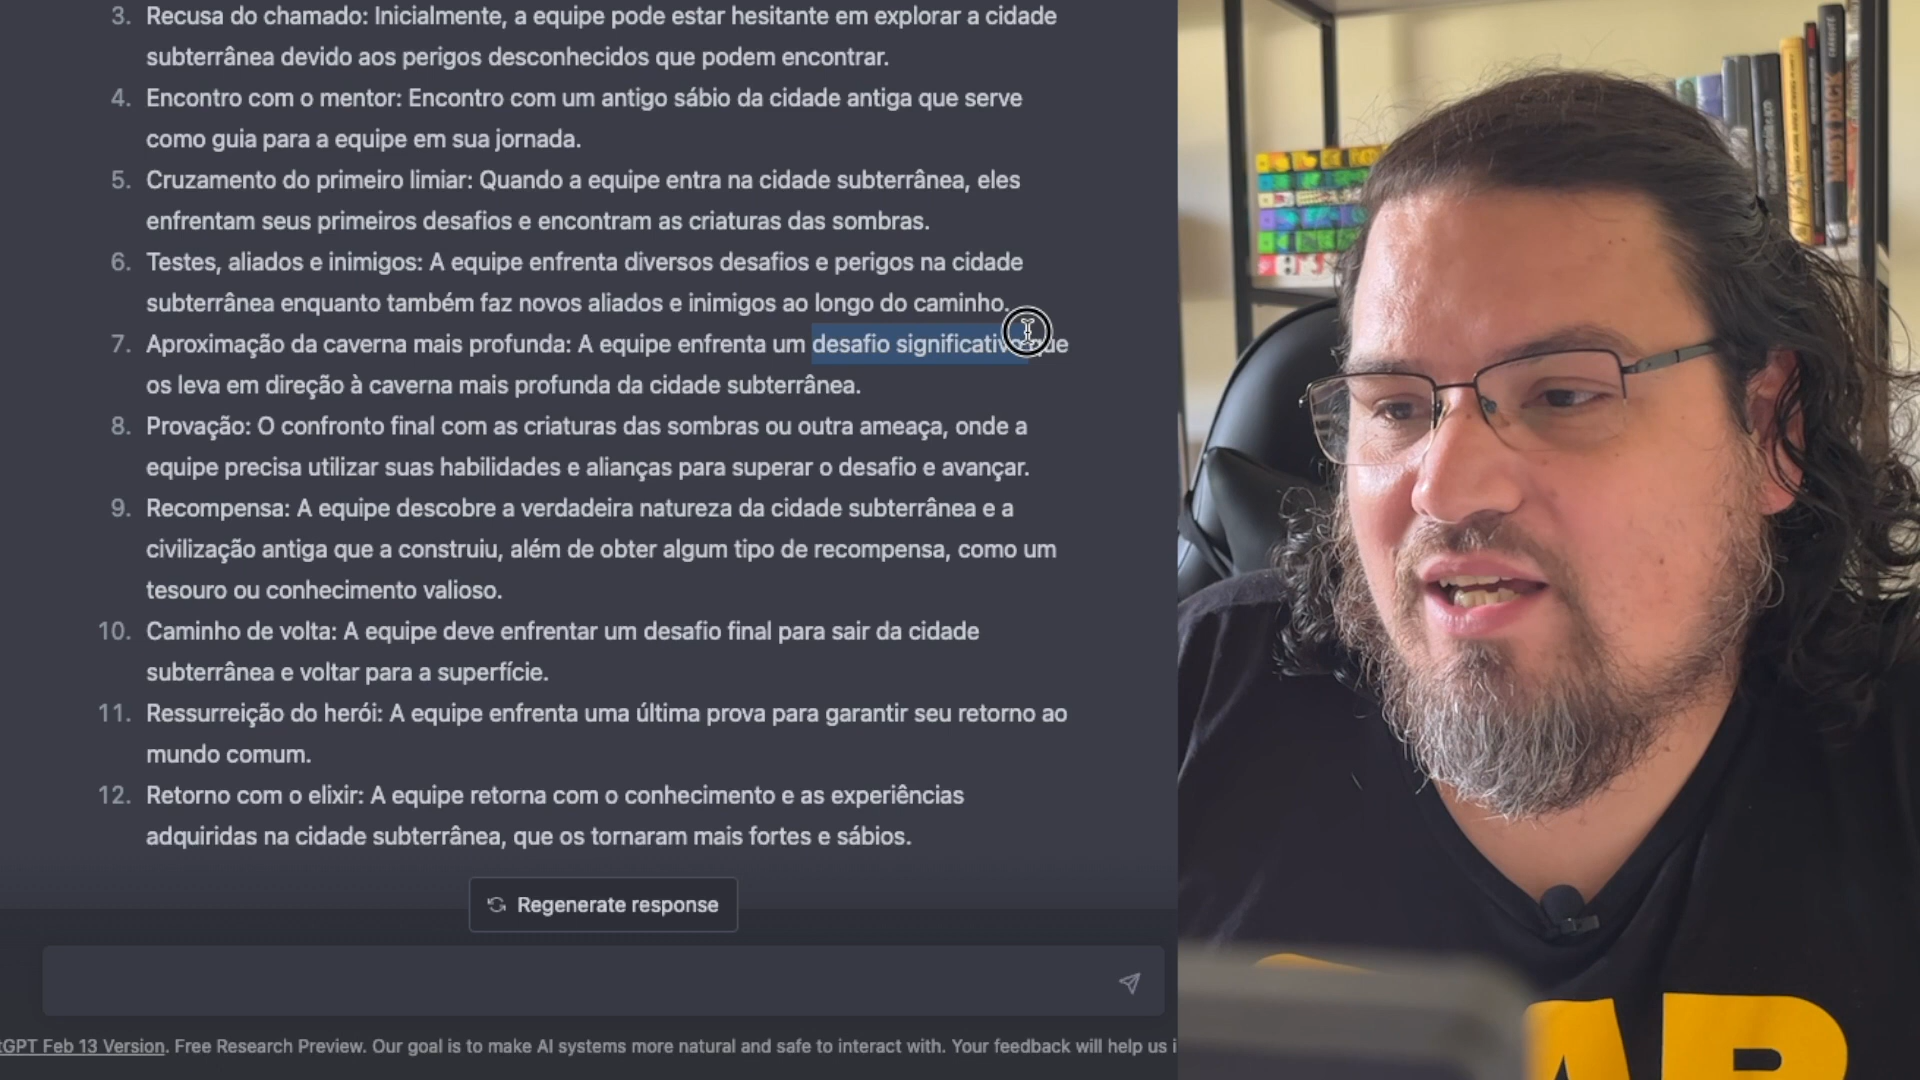 3. Recusa do chamado: Inicialmente, a equipe pode estar hesitante em explorar a cidade
subterrânea devido aos perigos desconhecidos que podem encontrar.
4. Encontro com o mentor: Encontro com um antigo sábio da cidade antiga que serve
como guia para a equipe em sua jornada.
5. Cruzamento do primeiro limiar: Quando a equipe entra na cidade subterrânea, eles
enfrentam seus primeiros desafios e encontram as criaturas das sombras.
6. Testes, aliados e inimigos: A equipe enfrenta diversos desafios e perigos na cidade
subterrânea enquanto também faz novos aliados e inimigos ao longo do caminho.
7. Aproximação da caverna mais profunda: A equipe enfrenta um desafio significativo que
os leva em direção à caverna mais profunda da cidade subterrânea.
8. Provação: O confronto final com as criaturas das sombras ou outra ameaça, onde a
equipe precisa utilizar suas habilidades e alianças para superar o desafio e avançar.
9. Recompensa: A equipe descobre a verdadeira natureza da cidade subterrânea e a
civilização antiga que a construiu, além de obter algum tipo de recompensa, como um
tesouro ou conhecimento valioso.
10. Caminho de volta: A equipe deve enfrentar um desafio final para sair da cidade
subterrânea e voltar para a superfície.
11. Ressurreição do herói: A equipe enfrenta uma última prova para garantir seu retorno ao
mundo comum.
12. Retorno com o elixir: A equipe retorna com o conhecimento e as experiências
adquiridas na cidade subterrânea, que os tornaram mais fortes e sábios.
Regenerate response
tGPT Feb 13 Version. Free Research Preview. Our goal is to make AI systems more natural and safe to interact with. Your feedback will help us i
MOBY DICK